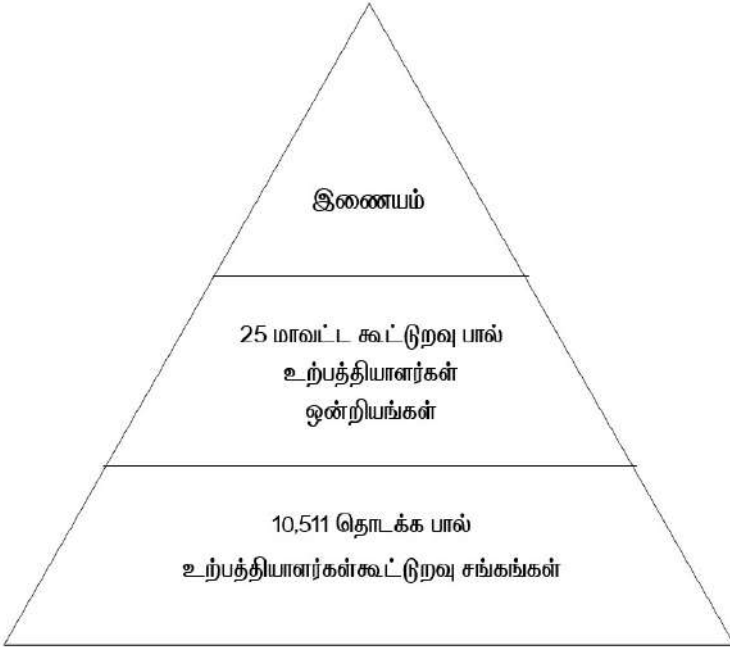 இணையம்
25 மாவட்ட கூட்டுறவு பால்
உற்பத்தியாளர்கள்
ஒன்றியங்கள்
10,511 தொடக்க பால்
உற்பத்தியாளர்கள்கூட்டுறவு சங்கங்கள்